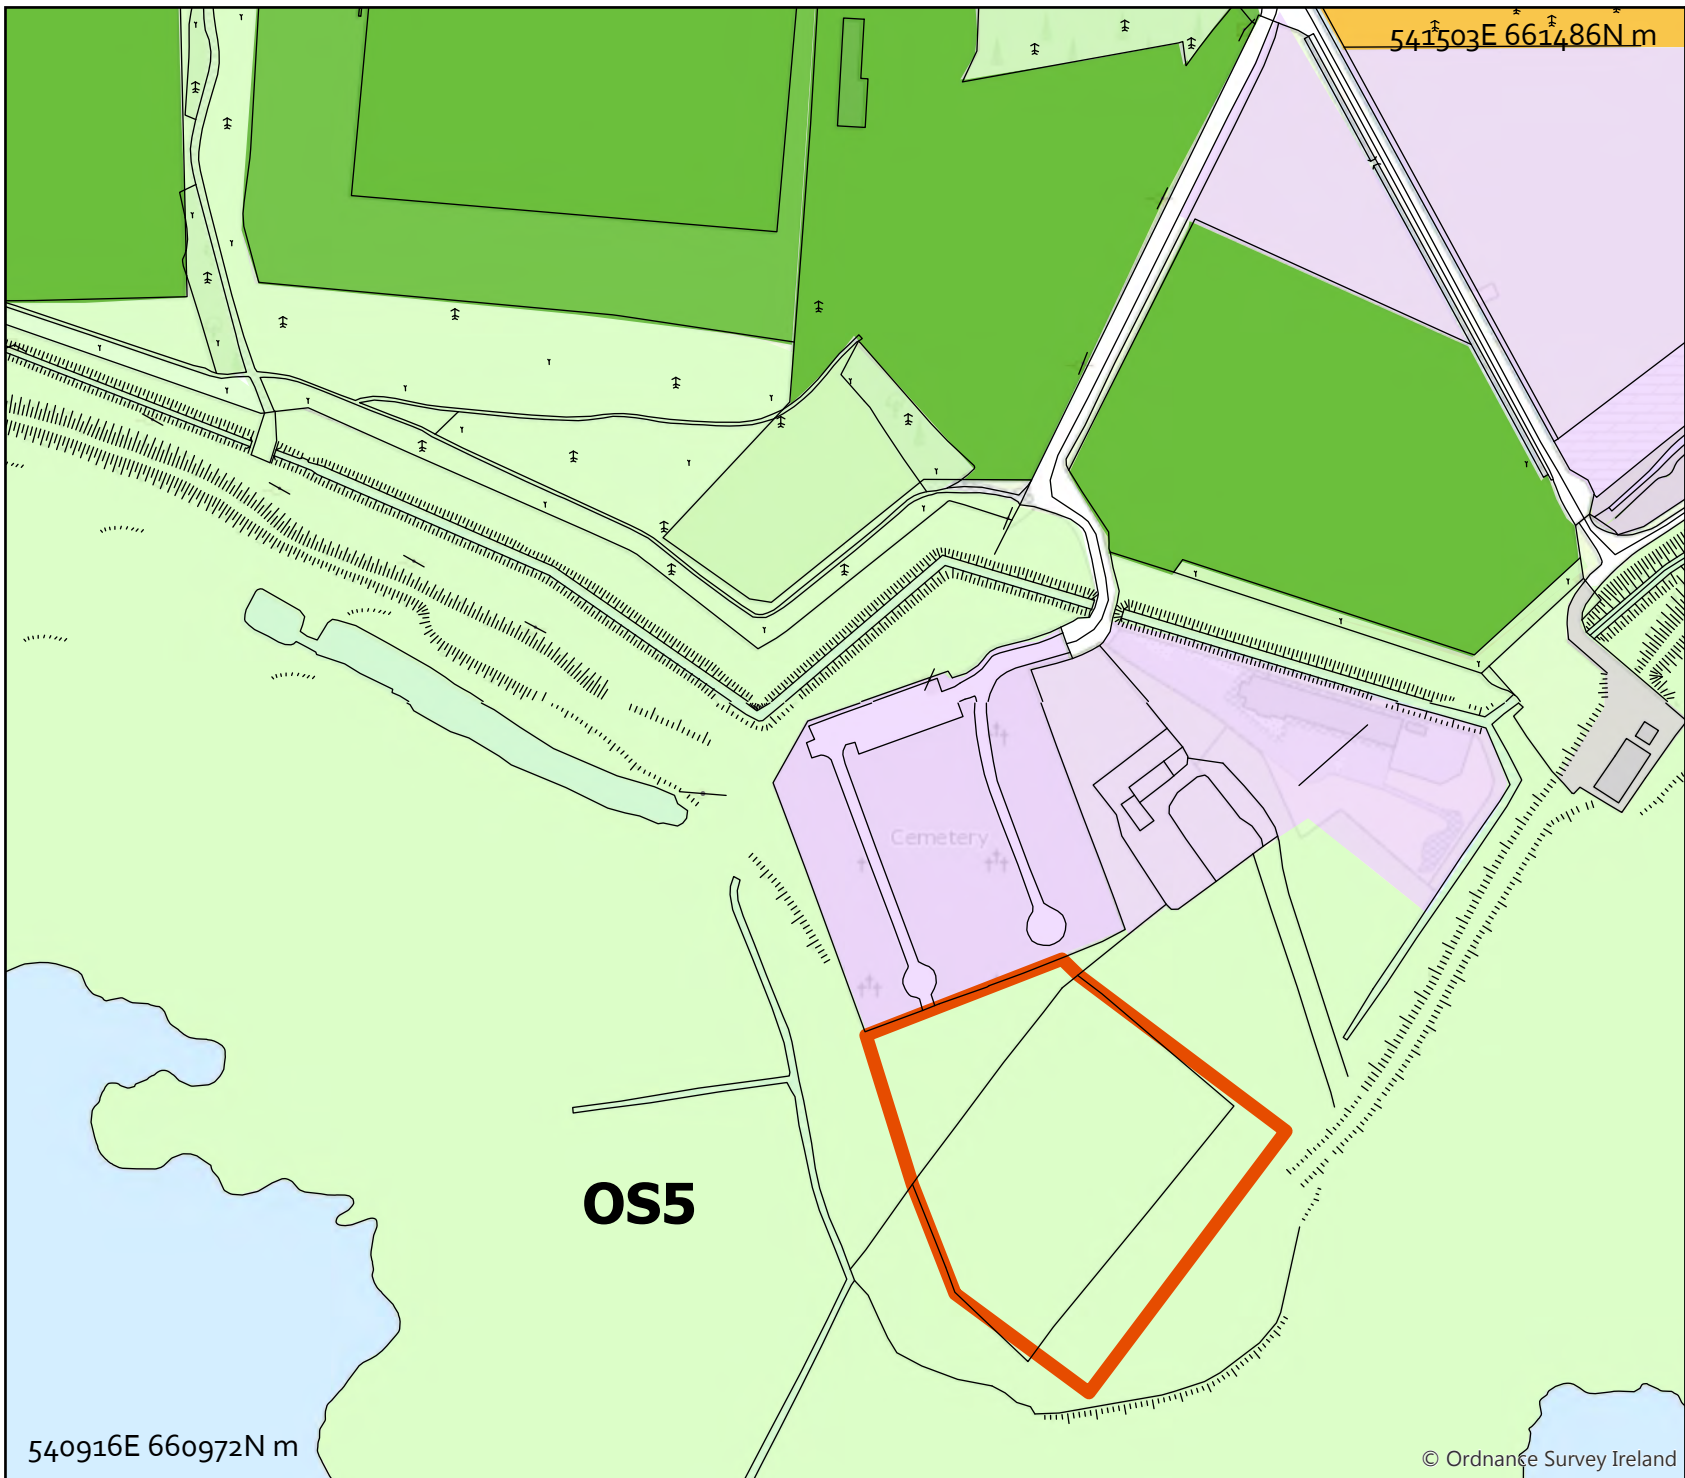 541503E 661486N m
Cemetery
OS5
540916E 660972N m
© Ordnance Survey Ireland